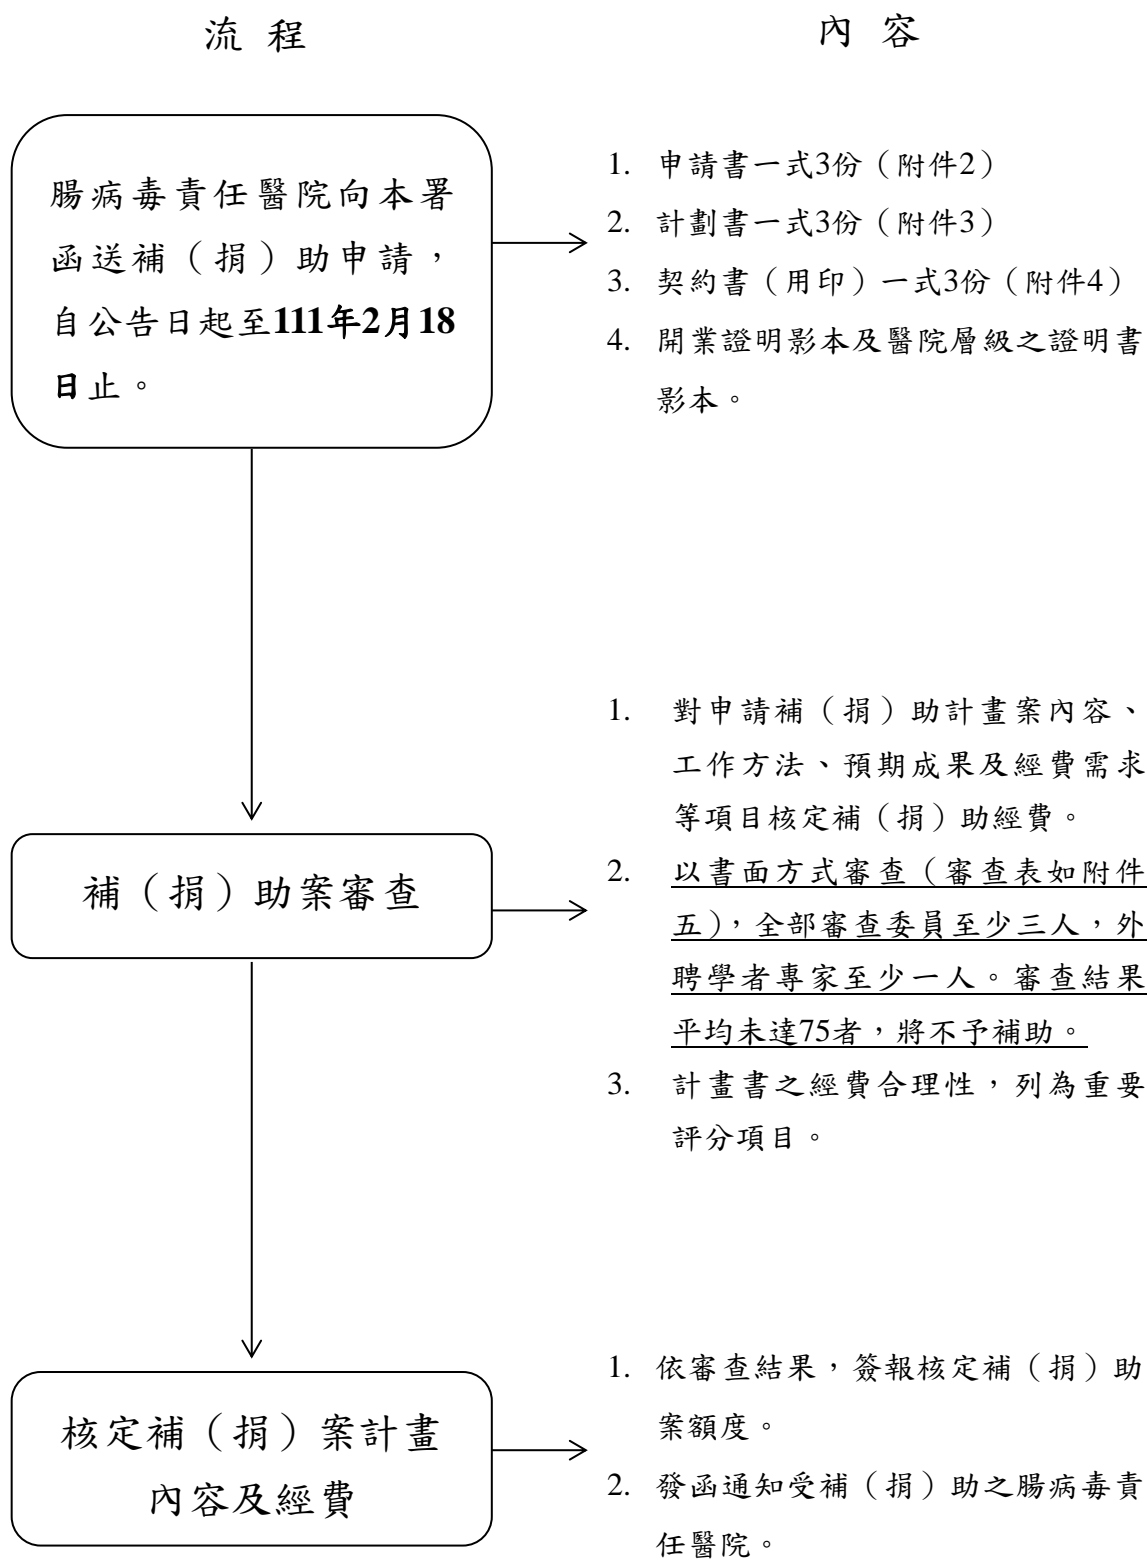 流 程
內 容
腸病毒責任醫院向本署
函送補（捐）助申請，
自公告日起至111年2月18
日止。
1. 申請書一式3份（附件2）
2. 計劃書一式3份（附件3）
3. 契約書（用印）一式3份（附件4）
4. 開業證明影本及醫院層級之證明書
影本。
補（捐）助案審查
1. 對申請補（捐）助計畫案內容、
工作方法、預期成果及經費需求
等項目核定補（捐）助經費。
2. 以書面方式審查（審查表如附件
五），全部審查委員至少三人，外
聘學者專家至少一人。審查結果
平均未達75者，將不予補助。
3. 計畫書之經費合理性，列為重要
評分項目。
核定補（捐）案計畫
內容及經費
1. 依審查結果，簽報核定補（捐）助
案額度。
2. 發函通知受補（捐）助之腸病毒責
任醫院。